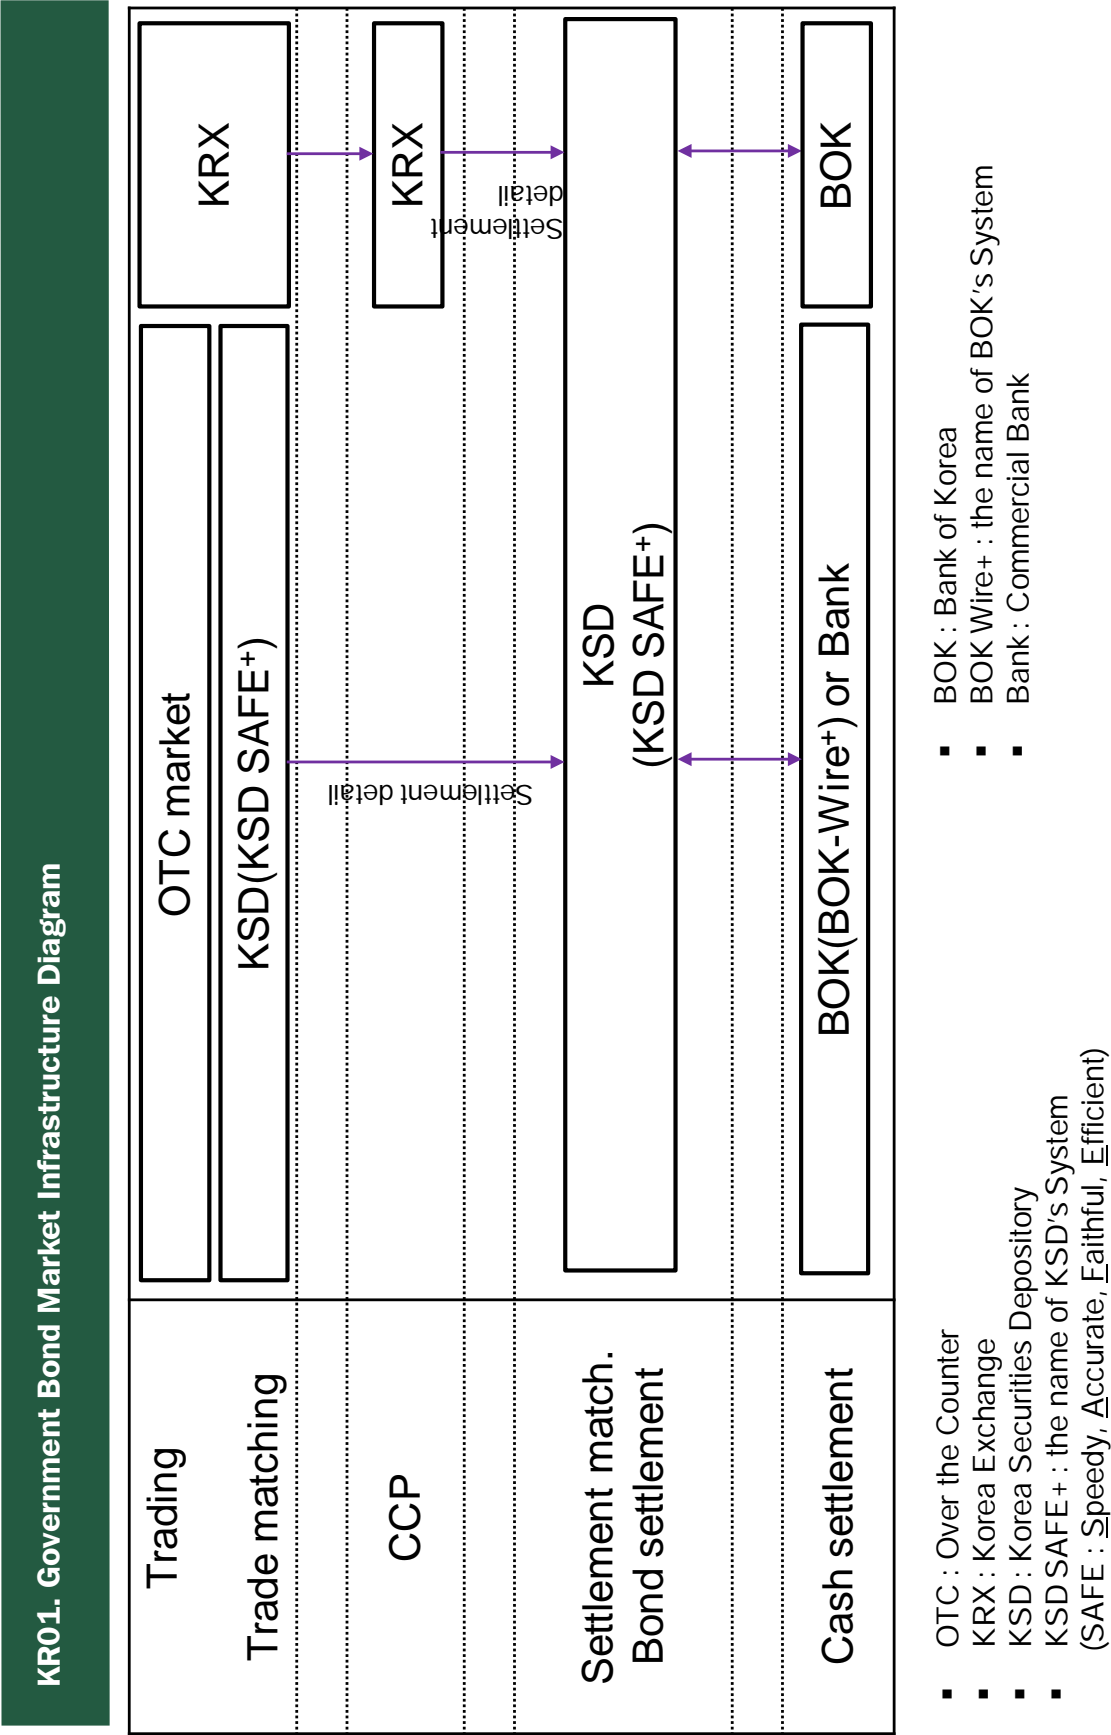 KR01. Government Bond Market Infrastructure Diagram
Trading
OTC market
KRX
Trade matching
KSD(KSD SAFE+)
CCP
KRX
Settlement detail
Settlement
detail
Settlement match.
Bond settlement
KSD
(KSD SAFE+)
Cash settlement
BOK(BOK-Wire+) or Bank
BOK
▪ OTC : Over the Counter
▪ KRX : Korea Exchange
▪ KSD : Korea Securities Depository
▪ KSD SAFE+ : the name of KSD's System
(SAFE : Speedy, Accurate, Faithful, Efficient)
▪ BOK : Bank of Korea
▪ BOK Wire+ : the name of BOK's System
▪ Bank : Commercial Bank